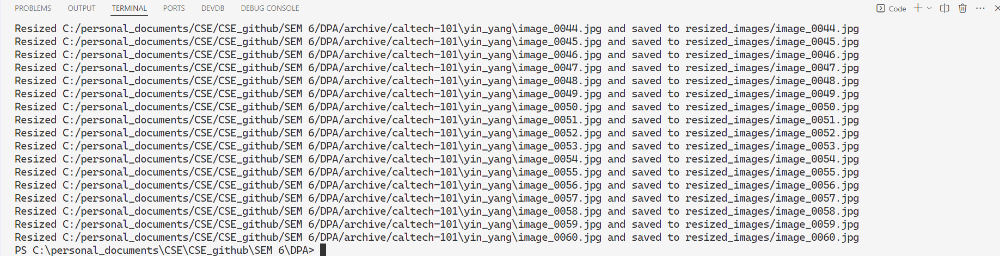 PROBLEMS OUTPUT TERMINAL PORTS DEVDB DEBUG CONSOLE Code
Resized C:/personal_documents/CSE/CSE_github/SEM 6/DPA/archive/caltech-101\yin_yang\image_0044.jpg and saved to resized_images/image_0044.jpg
Resized C:/personal_documents/CSE/CSE_github/SEM 6/DPA/archive/caltech-101\yin_yang\image_0045.jpg and saved to resized_images/image_0045.jpg
Resized C:/personal_documents/CSE/CSE_github/SEM 6/DPA/archive/caltech-101\yin_yang\image_0046.jpg and saved to resized_images/image_0046.jpg
Resized C:/personal_documents/CSE/CSE_github/SEM 6/DPA/archive/caltech-101\yin_yang\image_0047.jpg and saved to resized_images/image_0047.jpg
Resized C:/personal_documents/CSE/CSE_github/SEM 6/DPA/archive/caltech-101\yin_yang\image_0048.jpg and saved to resized_images/image_0048.jpg
Resized C:/personal_documents/CSE/CSE_github/SEM 6/DPA/archive/caltech-101\yin_yang\image_0049.jpg and saved to resized_images/image_0049.jpg
Resized C:/personal_documents/CSE/CSE_github/SEM 6/DPA/archive/caltech-101\yin_yang\image_0050.jpg and saved to resized_images/image_0050.jpg
Resized C:/personal_documents/CSE/CSE_github/SEM 6/DPA/archive/caltech-101\yin_yang\image_0051.jpg and saved to resized_images/image_0051.jpg
Resized C:/personal_documents/CSE/CSE_github/SEM 6/DPA/archive/caltech-101\yin_yang\image_0052.jpg and saved to resized_images/image_0052.jpg
Resized C:/personal_documents/CSE/CSE_github/SEM 6/DPA/archive/caltech-101\yin_yang\image_0053.jpg and saved to resized_images/image_0053.jpg
Resized C:/personal_documents/CSE/CSE_github/SEM 6/DPA/archive/caltech-101\yin_yang\image_0054.jpg and saved to resized_images/image_0054.jpg
Resized C:/personal_documents/CSE/CSE_github/SEM 6/DPA/archive/caltech-101\yin_yang\image_0055.jpg and saved to resized_images/image_0055.jpg
Resized C:/personal_documents/CSE/CSE_github/SEM 6/DPA/archive/caltech-101\yin_yang\image_0056.jpg and saved to resized_images/image_0056.jpg
Resized C:/personal_documents/CSE/CSE_github/SEM 6/DPA/archive/caltech-101\yin_yang\image_0057.jpg and saved to resized_images/image_0057.jpg
Resized C:/personal_documents/CSE/CSE_github/SEM 6/DPA/archive/caltech-101\yin_yang\image_0058.jpg and saved to resized_images/image_0058.jpg
Resized C:/personal_documents/CSE/CSE_github/SEM 6/DPA/archive/caltech-101\yin_yang\image_0059.jpg and saved to resized_images/image_0059.jpg
Resized C:/personal_documents/CSE/CSE_github/SEM 6/DPA/archive/caltech-101\yin_yang\image_0060.jpg and saved to resized_images/image_0060.jpg
PS C:\personal_documents\CSE\CSE_github\SEM 6\DPA>